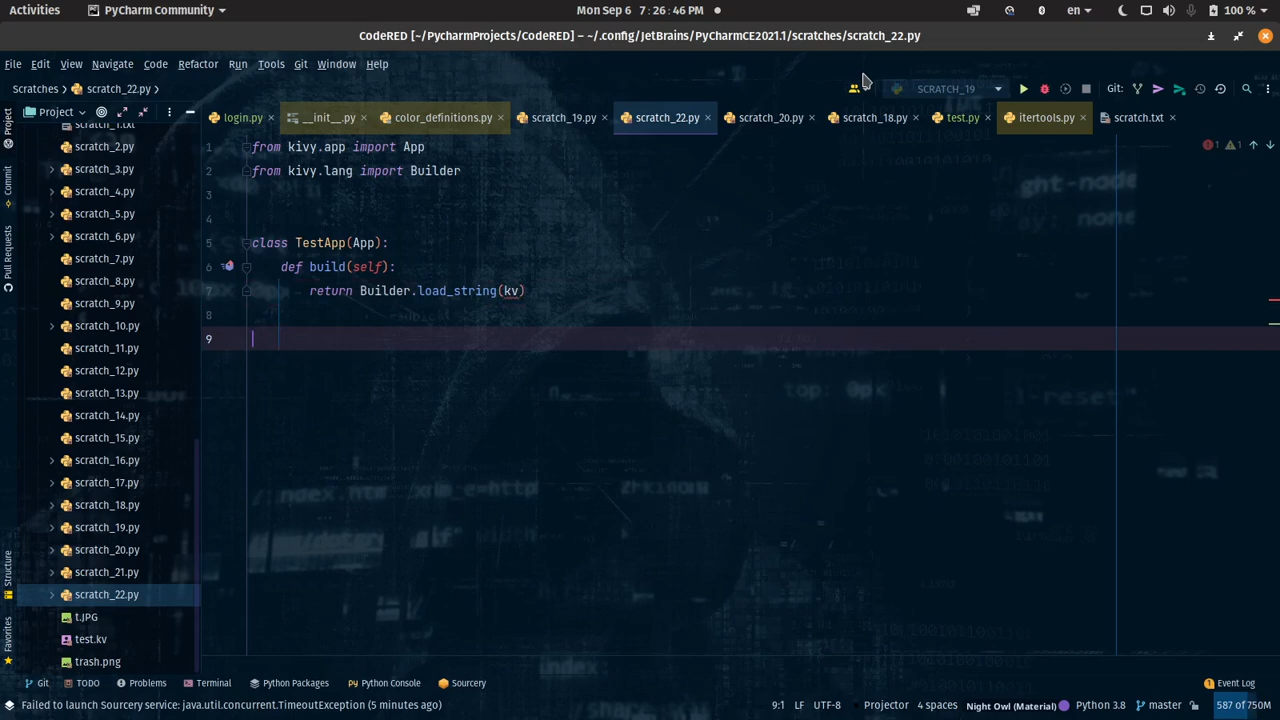 Activities PyCharm Community Mon Sep 6 7:26:46 PM en 100 %
CodeRED [~/PycharmProjects/CodeRED] – ~/.config/JetBrains/PyCharmCE2021.1/scratches/scratch_22.py
File Edit View Navigate Code Refactor Run Tools Git Window Help
Scratches scratch_22.py SCRATCH_19 Git:
Project login.py __init__.py color_definitions.py scratch_19.py scratch_22.py scratch_20.py scratch_18.py test.py itertools.py scratch.txt
Project
Commit
Pull Requests
Structure
Favorites
scratch_1.txt
scratch_2.py
scratch_3.py
scratch_4.py
scratch_5.py
scratch_6.py
scratch_7.py
scratch_8.py
scratch_9.py
scratch_10.py
scratch_11.py
scratch_12.py
scratch_13.py
scratch_14.py
scratch_15.py
scratch_16.py
scratch_17.py
scratch_18.py
scratch_19.py
scratch_20.py
scratch_21.py
scratch_22.py
t.JPG
test.kv
trash.png
1 from kivy.app import App
2 from kivy.lang import Builder
3
4
5 class TestApp(App):
6 def build(self):
7 return Builder.load_string(kv)
8
9
1 1
Git TODO Problems Terminal Python Packages Python Console Sourcery 1 Event Log
Failed to launch Sourcery service: java.util.concurrent.TimeoutException (5 minutes ago) 9:1 LF UTF-8 Projector 4 spaces Night Owl (Material) Python 3.8 master 587 of 750M